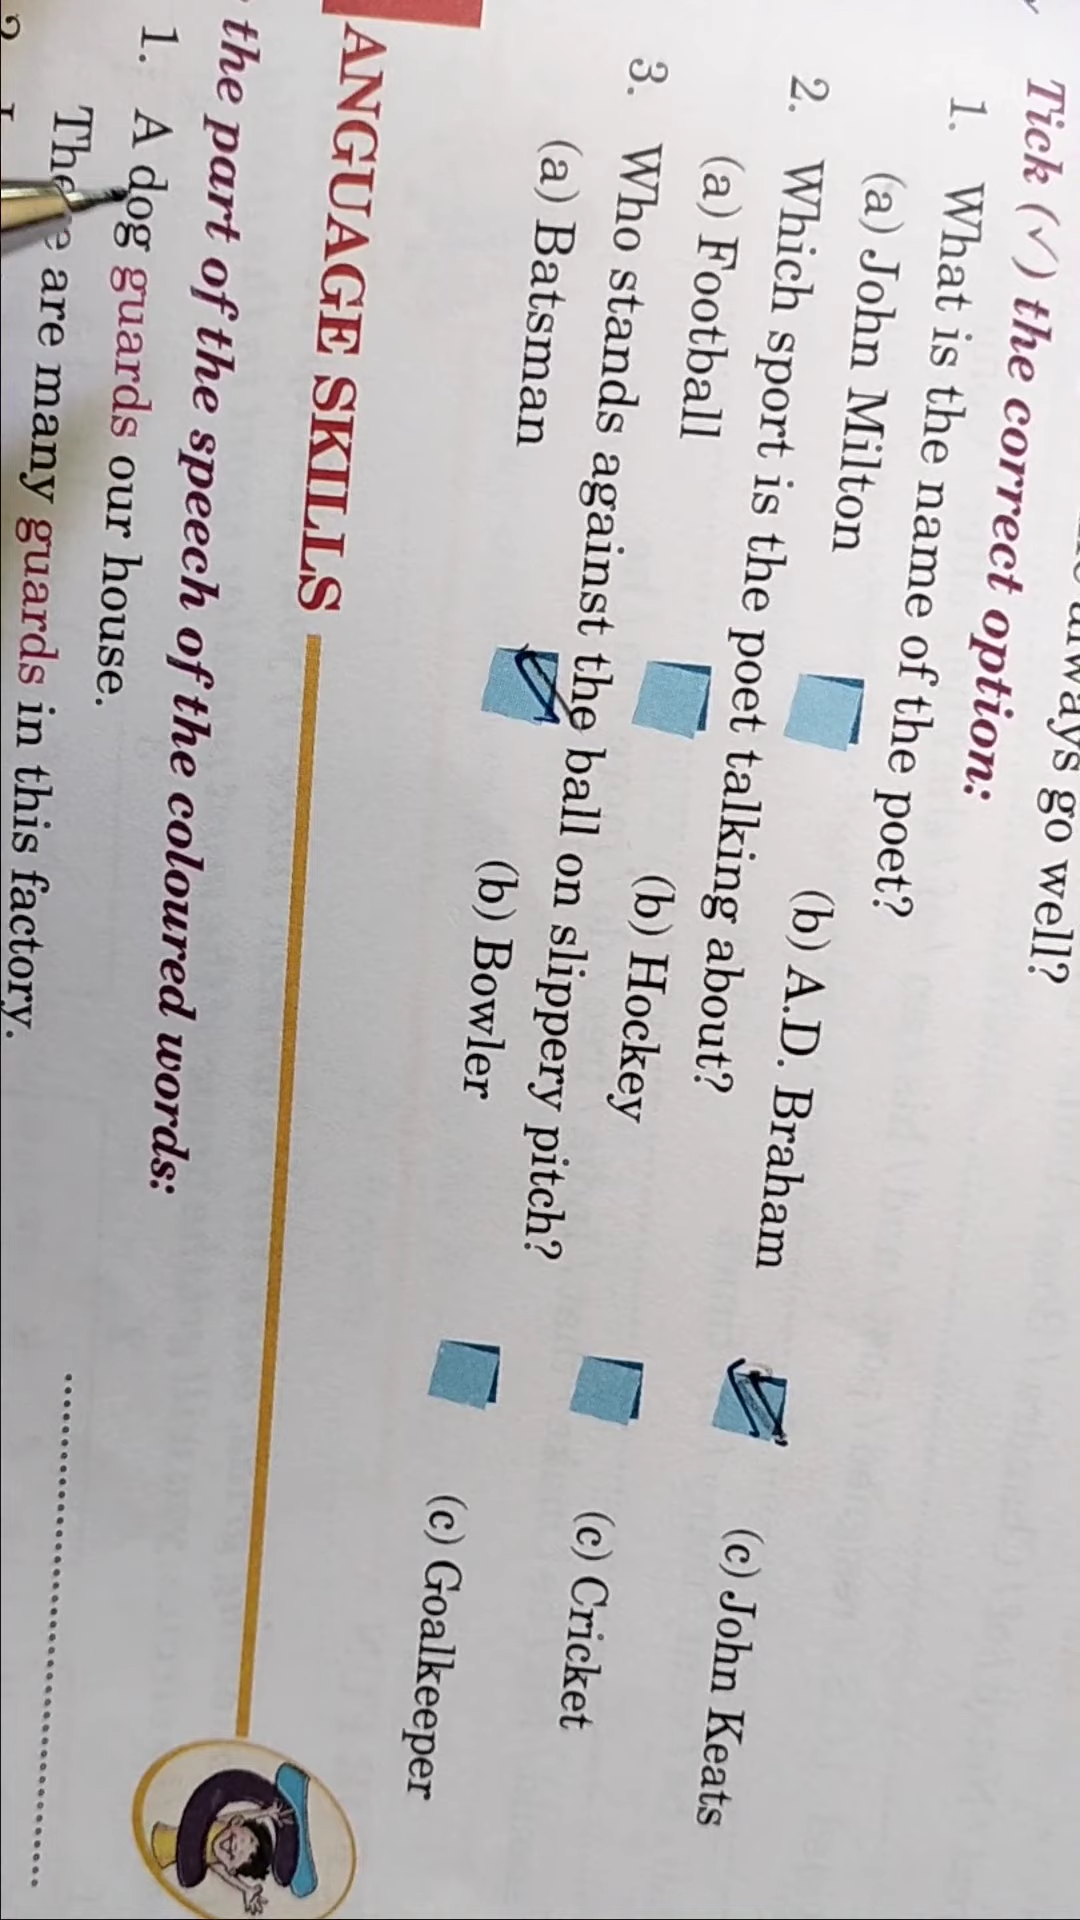 always go well?
Tick (✓) the correct option:
1. What is the name of the poet?
(a) John Milton (b) A.D. Braham (c) John Keats
2. Which sport is the poet talking about?
(a) Football (b) Hockey (c) Cricket
3. Who stands against the ball on slippery pitch?
(a) Batsman (b) Bowler (c) Goalkeeper
ANGUAGE SKILLS
the part of the speech of the coloured words:
1. A dog guards our house.
There are many guards in this factory.
2.